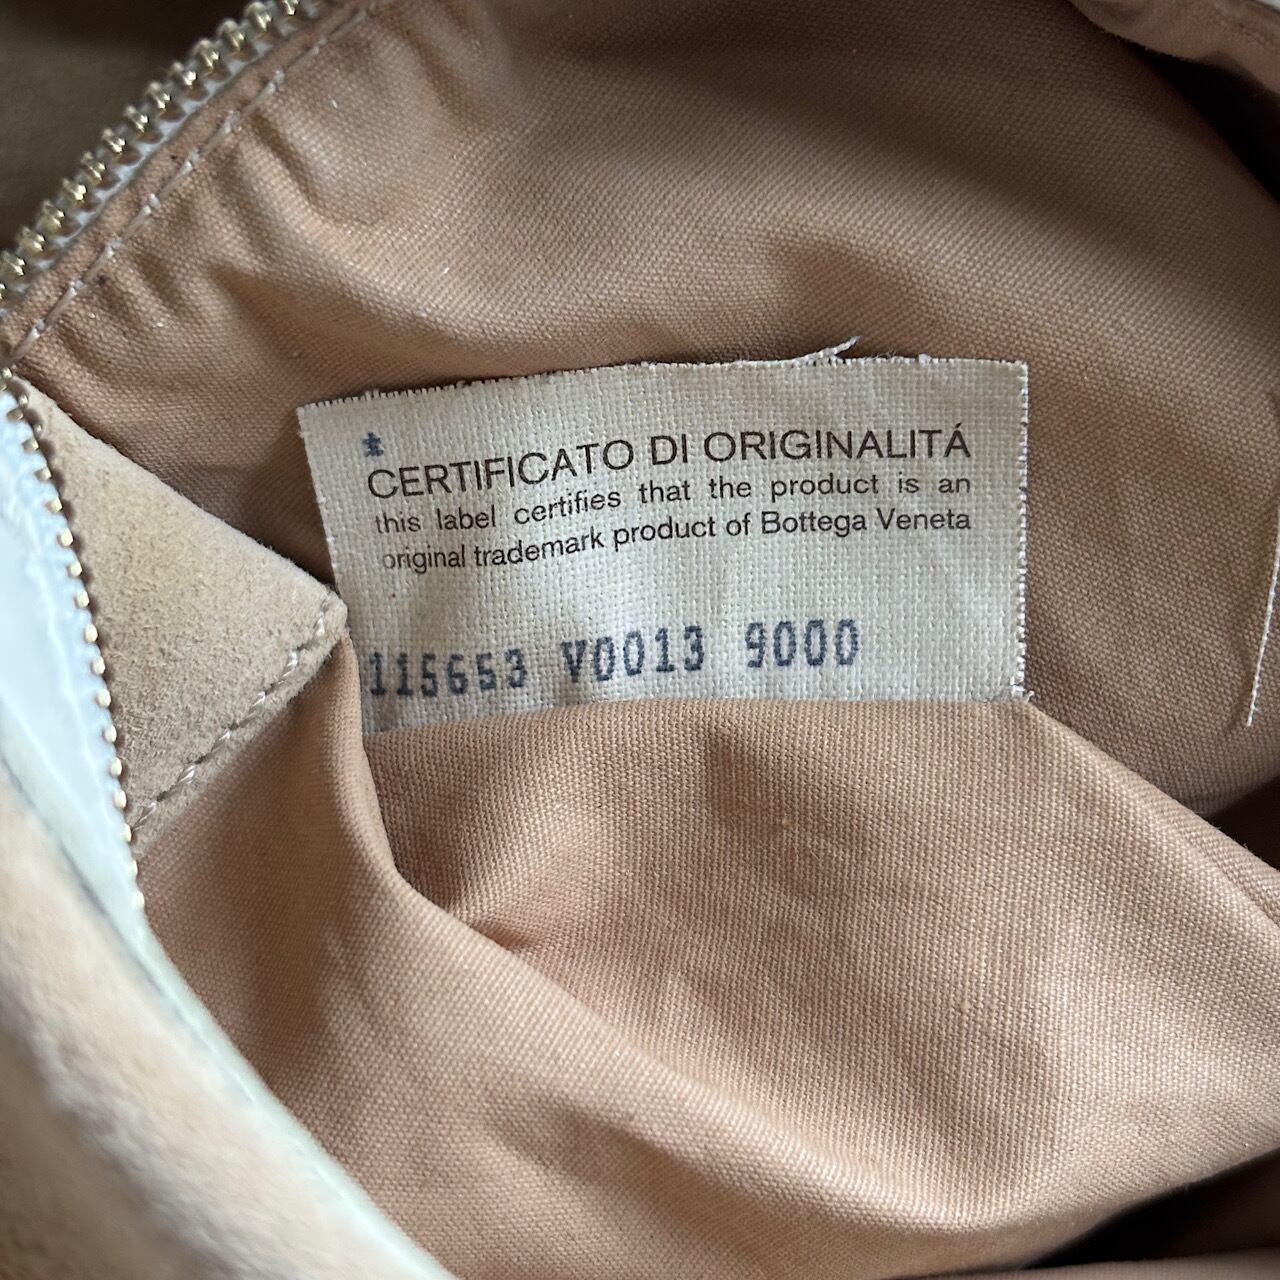 CERTIFICATO DI ORIGINALITÁ
this label certifies that the product is an
original trademark product of Bottega Veneta
115653 V0013 9000